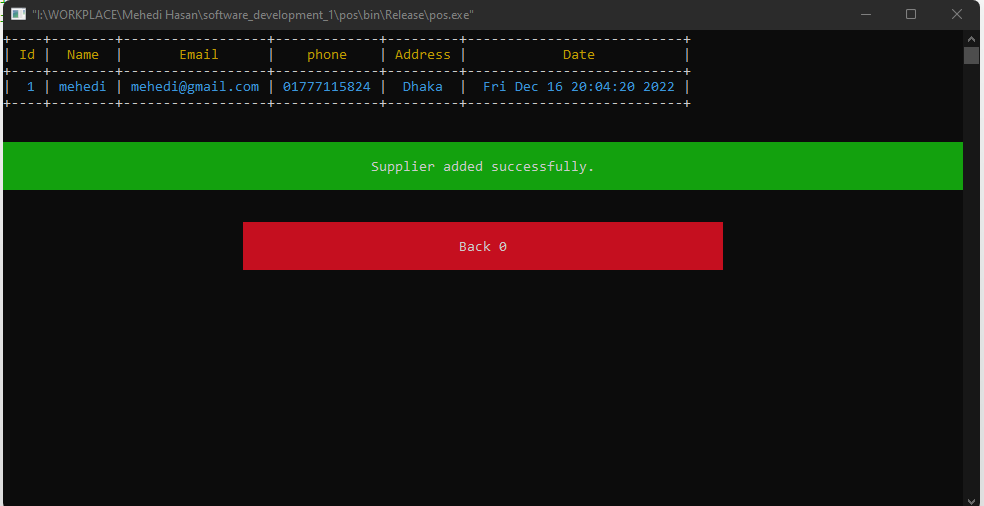 "I:\WORKPLACE\Mehedi Hasan\software_development_1\pos\bin\Release\pos.exe"
+----+--------+------------------+-------------+---------+---------------------------+
| Id | Name | Email | phone | Address | Date |
+----+--------+------------------+-------------+---------+---------------------------+
| 1 | mehedi | mehedi@gmail.com | 01777115824 | Dhaka | Fri Dec 16 20:04:20 2022 |
+----+--------+------------------+-------------+---------+---------------------------+
Supplier added successfully.
Back 0